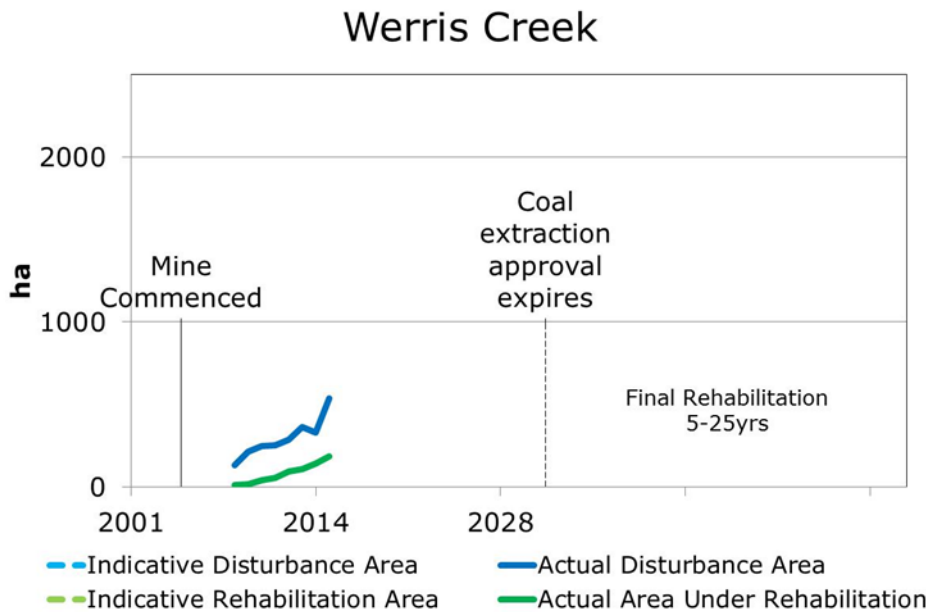 Werris Creek
2000
Coal
extraction
approval
expires
Mine
Commenced
ha
1000
Final Rehabilitation
5-25yrs
0
2001
2014
2028
Indicative Disturbance Area
Actual Disturbance Area
Indicative Rehabilitation Area
Actual Area Under Rehabilitation